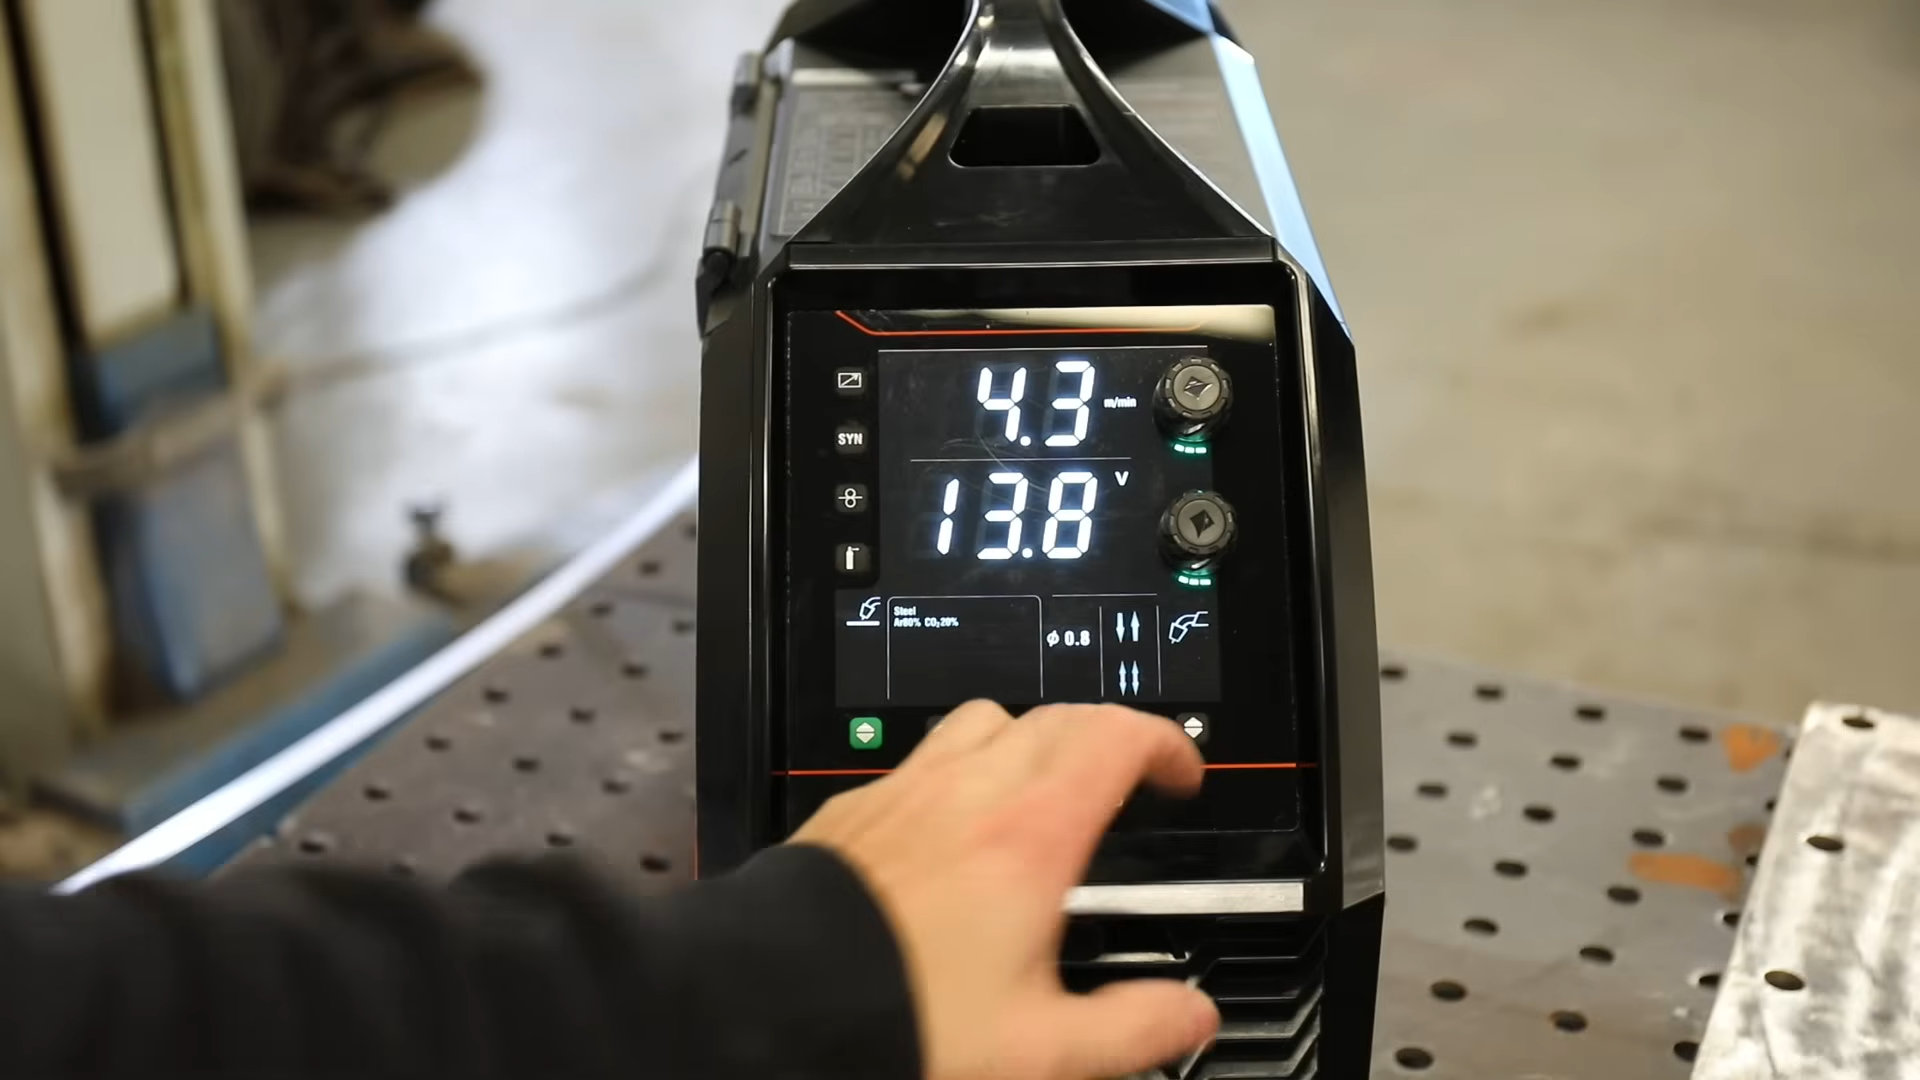 4.3 m/min
SYN
13.8 V
Steel
Ar80% CO₂20%
φ 0.8